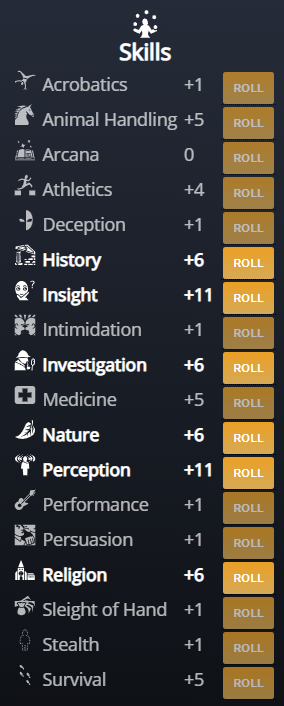 Skills
Acrobatics +1 ROLL
Animal Handling +5 ROLL
Arcana 0 ROLL
Athletics +4 ROLL
Deception +1 ROLL
History +6 ROLL
Insight +11 ROLL
Intimidation +1 ROLL
Investigation +6 ROLL
Medicine +5 ROLL
Nature +6 ROLL
Perception +11 ROLL
Performance +1 ROLL
Persuasion +1 ROLL
Religion +6 ROLL
Sleight of Hand +1 ROLL
Stealth +1 ROLL
Survival +5 ROLL